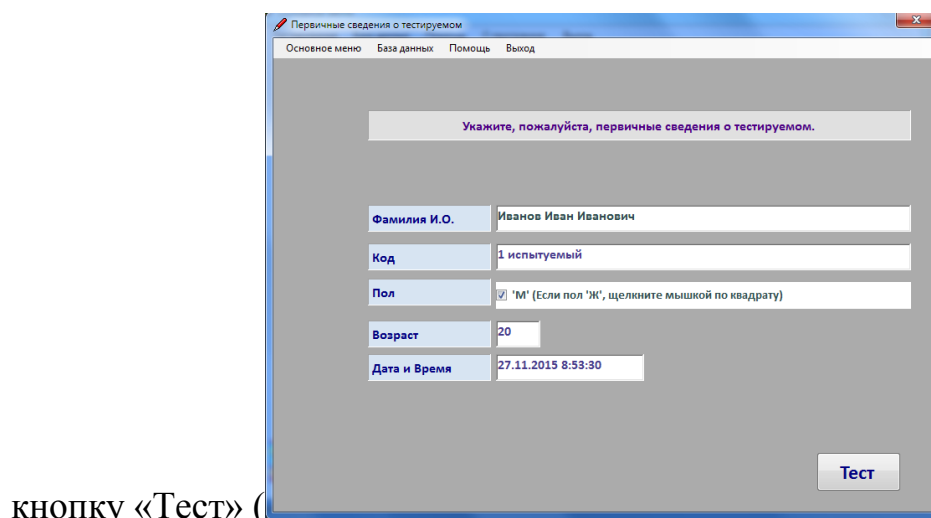 Первичные сведения о тестируемом
Основное меню База данных Помощь Выход
Укажите, пожалуйста, первичные сведения о тестируемом.
Фамилия И.О. Иванов Иван Иванович
Код 1 испытуемый
Пол 'М' (Если пол 'Ж', щелкните мышкой по квадрату)
Возраст 20
Дата и Время 27.11.2015 8:53:30
Тест
кнопку «Тест» (